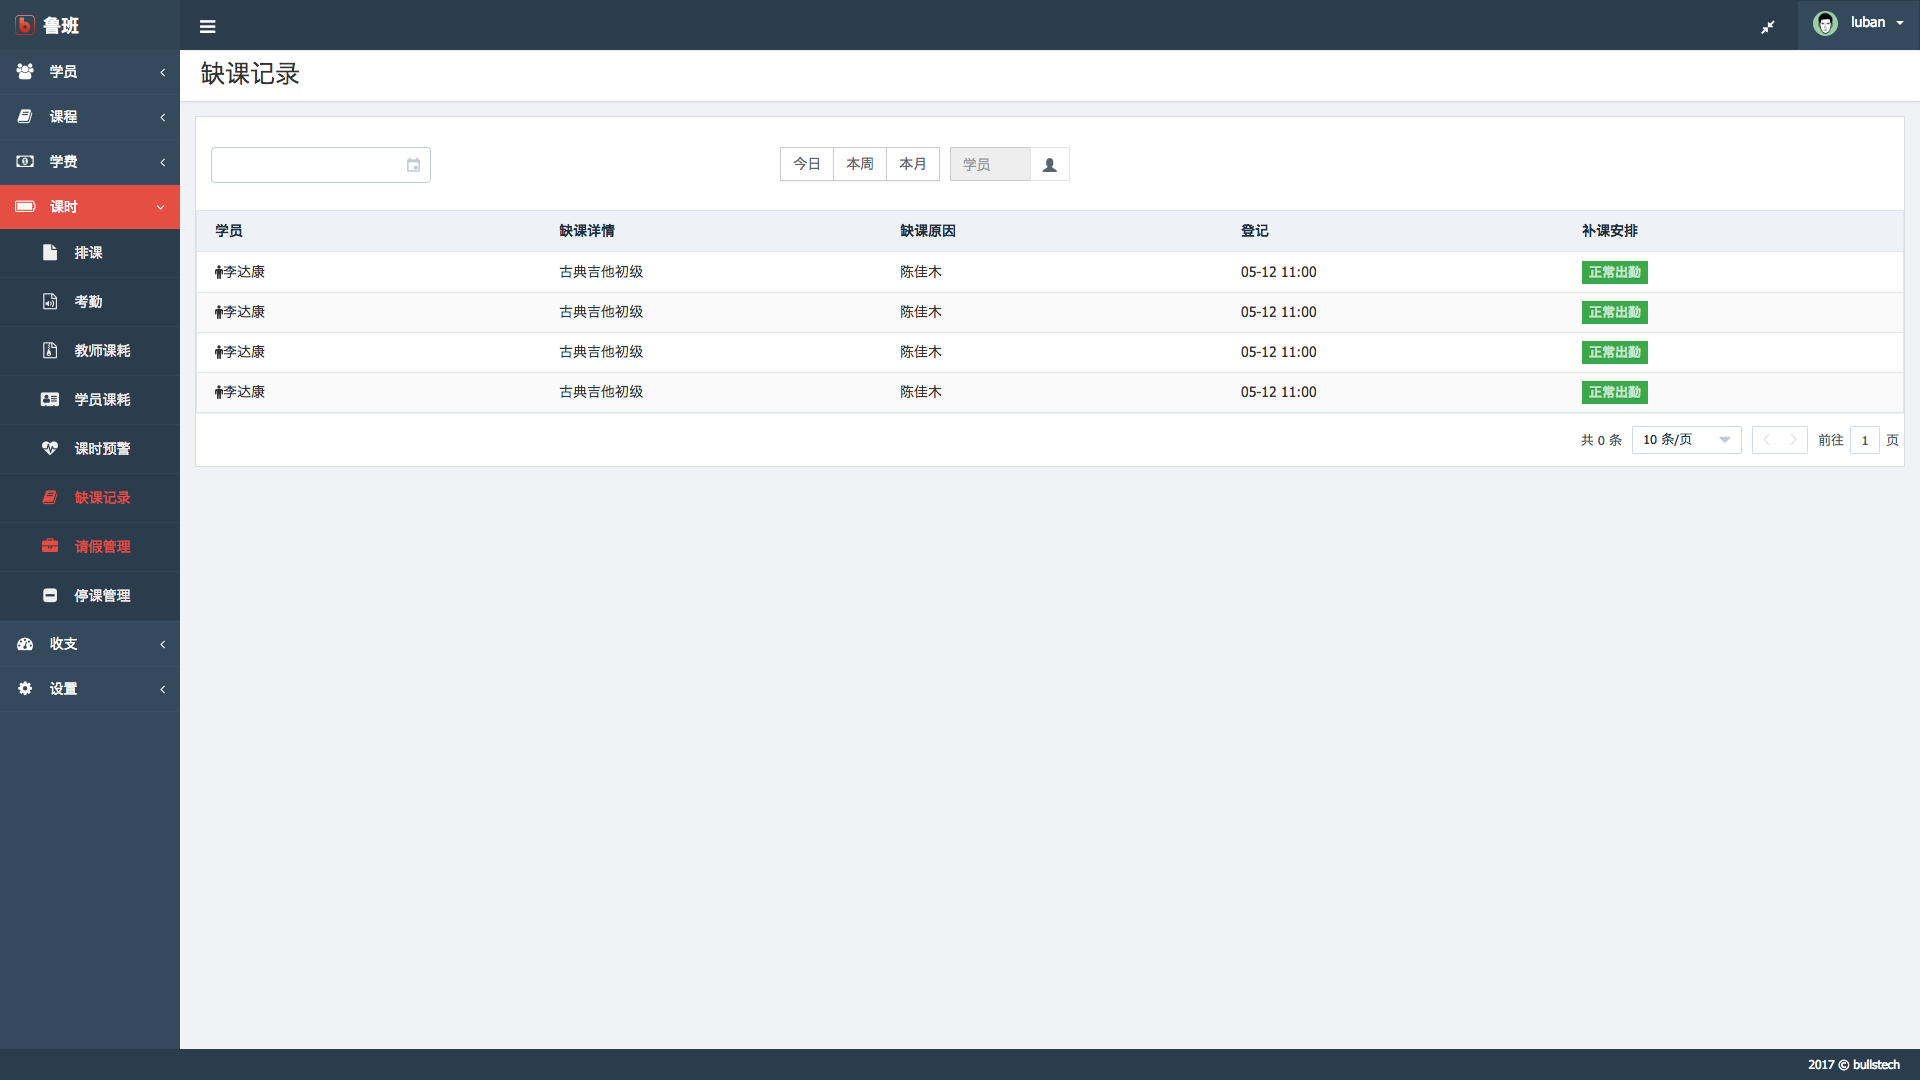 鲁班
luban
学员
课程
学费
课时
排课
考勤
教师课耗
学员课耗
课时预警
缺课记录
请假管理
停课管理
收支
设置
缺课记录
今日 本周 本月 学员
学员 缺课详情 缺课原因 登记 补课安排
李达康 古典吉他初级 陈佳木 05-12 11:00 正常出勤
李达康 古典吉他初级 陈佳木 05-12 11:00 正常出勤
李达康 古典吉他初级 陈佳木 05-12 11:00 正常出勤
李达康 古典吉他初级 陈佳木 05-12 11:00 正常出勤
共 0 条 10 条/页 前往 1 页
2017 © bullstech